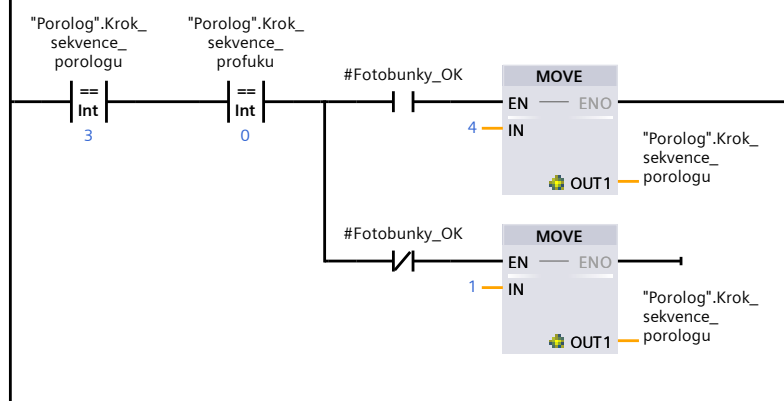 "Porolog".Krok_
sekvence_
porologu
==
Int
3
"Porolog".Krok_
sekvence_
profuku
==
Int
0
#Fotobunky_OK
MOVE
EN
ENO
4
IN
OUT1
"Porolog".Krok_
sekvence_
porologu
#Fotobunky_OK
MOVE
EN
ENO
1
IN
OUT1
"Porolog".Krok_
sekvence_
porologu